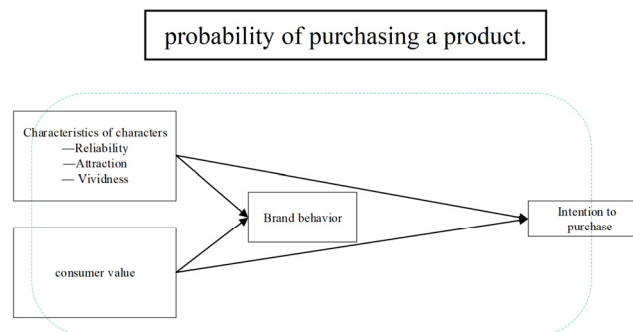 probability of purchasing a product.
Characteristics of characters
—Reliability
—Attraction
— Vividness
Brand behavior
Intention to
purchase
consumer value